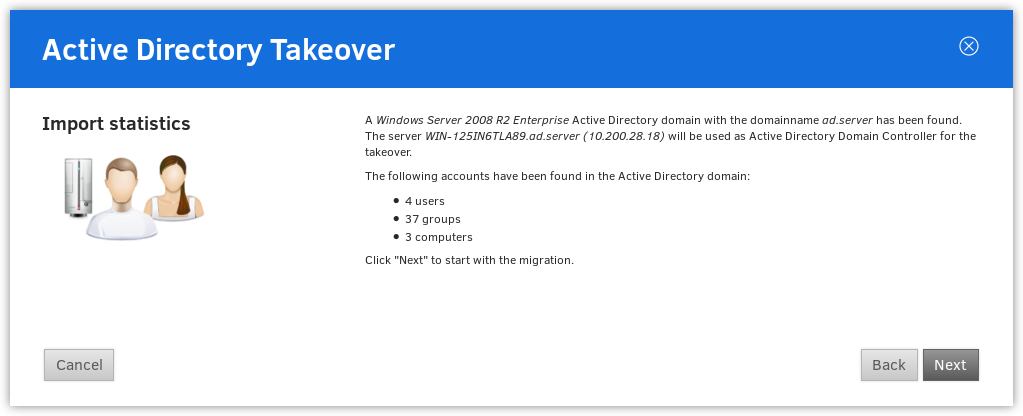 Active Directory Takeover
Import statistics
A Windows Server 2008 R2 Enterprise Active Directory domain with the domainname ad.server has been found.
The server WIN-125IN6TLA89.ad.server (10.200.28.18) will be used as Active Directory Domain Controller for the
takeover.
The following accounts have been found in the Active Directory domain:
• 4 users
• 37 groups
• 3 computers
Click "Next" to start with the migration.
Cancel
Back
Next